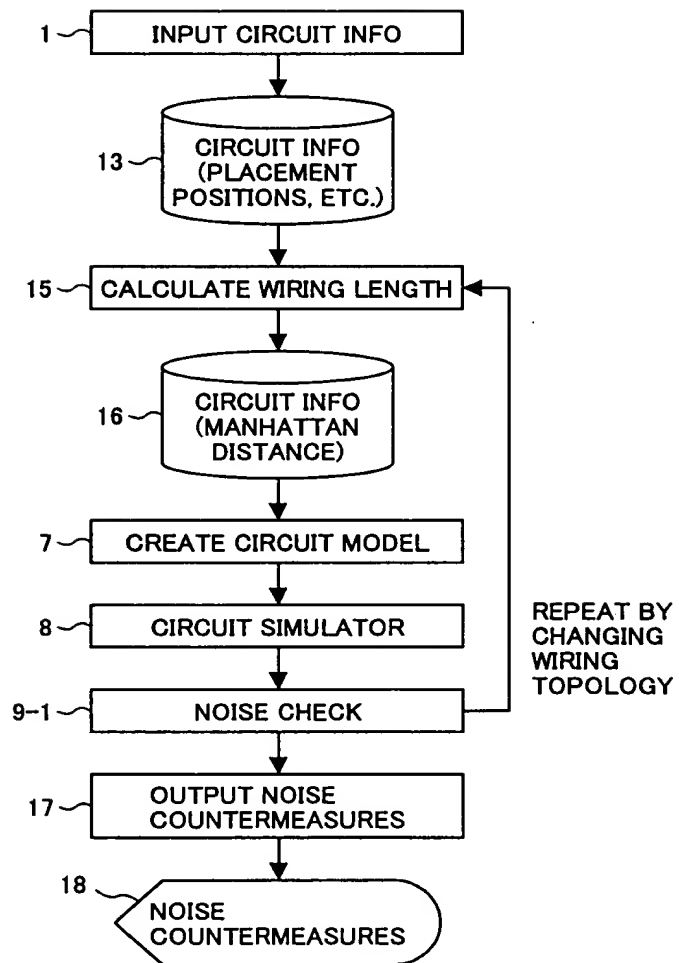 1
INPUT CIRCUIT INFO
13
CIRCUIT INFO
(PLACEMENT
POSITIONS, ETC.)
15
CALCULATE WIRING LENGTH
16
CIRCUIT INFO
(MANHATTAN
DISTANCE)
7
CREATE CIRCUIT MODEL
8
CIRCUIT SIMULATOR
REPEAT BY
CHANGING
WIRING
TOPOLOGY
9-1
NOISE CHECK
17
OUTPUT NOISE
COUNTERMEASURES
18
NOISE
COUNTERMEASURES